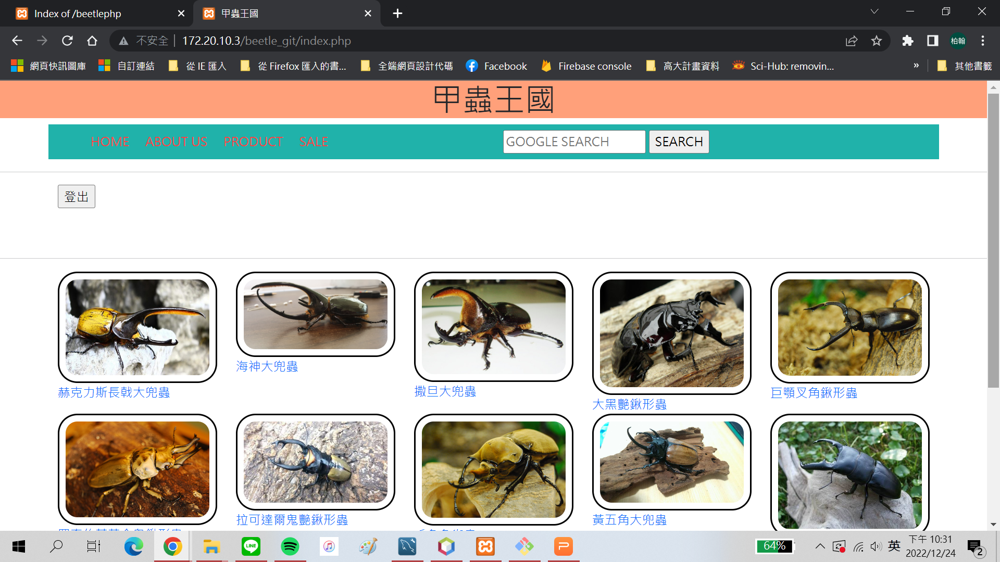 Index of /beetlephp
甲蟲王國
不安全
172.20.10.3/beetle_git/index.php
柏翰
網頁快訊圖庫
自訂連結
從 IE 匯入
從 Firefox 匯入的書...
全端網頁設計代碼
Facebook
Firebase console
高大計畫資料
Sci-Hub: removin...
»
其他書籤
甲蟲王國
HOME
ABOUT US
PRODUCT
SALE
GOOGLE SEARCH
SEARCH
登出
赫克力斯長戟大兜蟲
海神大兜蟲
撒旦大兜蟲
大黑艷鍬形蟲
巨顎叉角鍬形蟲
拉可達爾鬼艷鍬形蟲
黃五角大兜蟲
LINE
64%
英
下午 10:31
2022/12/24
2